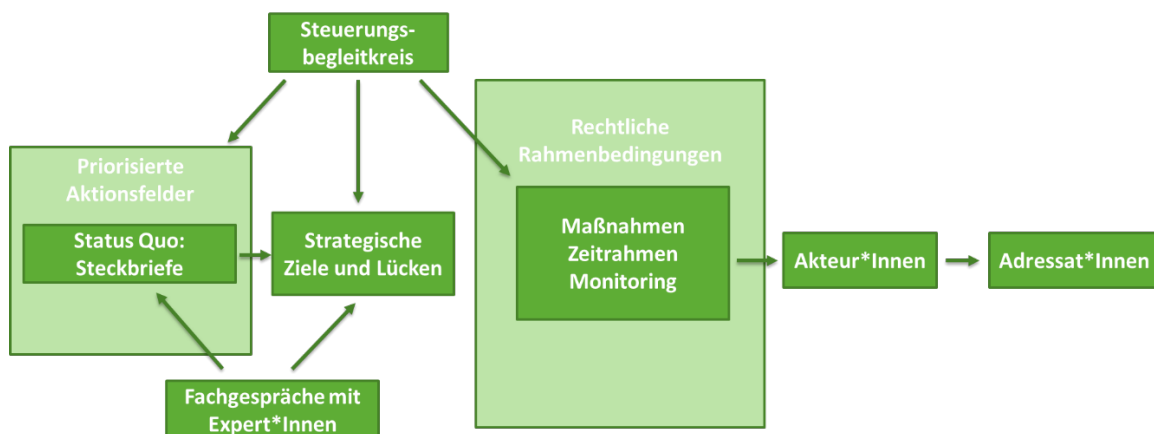 Steuerungs-
begleitkreis
Rechtliche
Rahmenbedingungen
Priorisierte
Aktionsfelder
Status Quo:
Steckbriefe
Strategische
Ziele und Lücken
Maßnahmen
Zeitrahmen
Monitoring
Akteur*Innen
Adressat*Innen
Fachgespräche mit
Expert*Innen